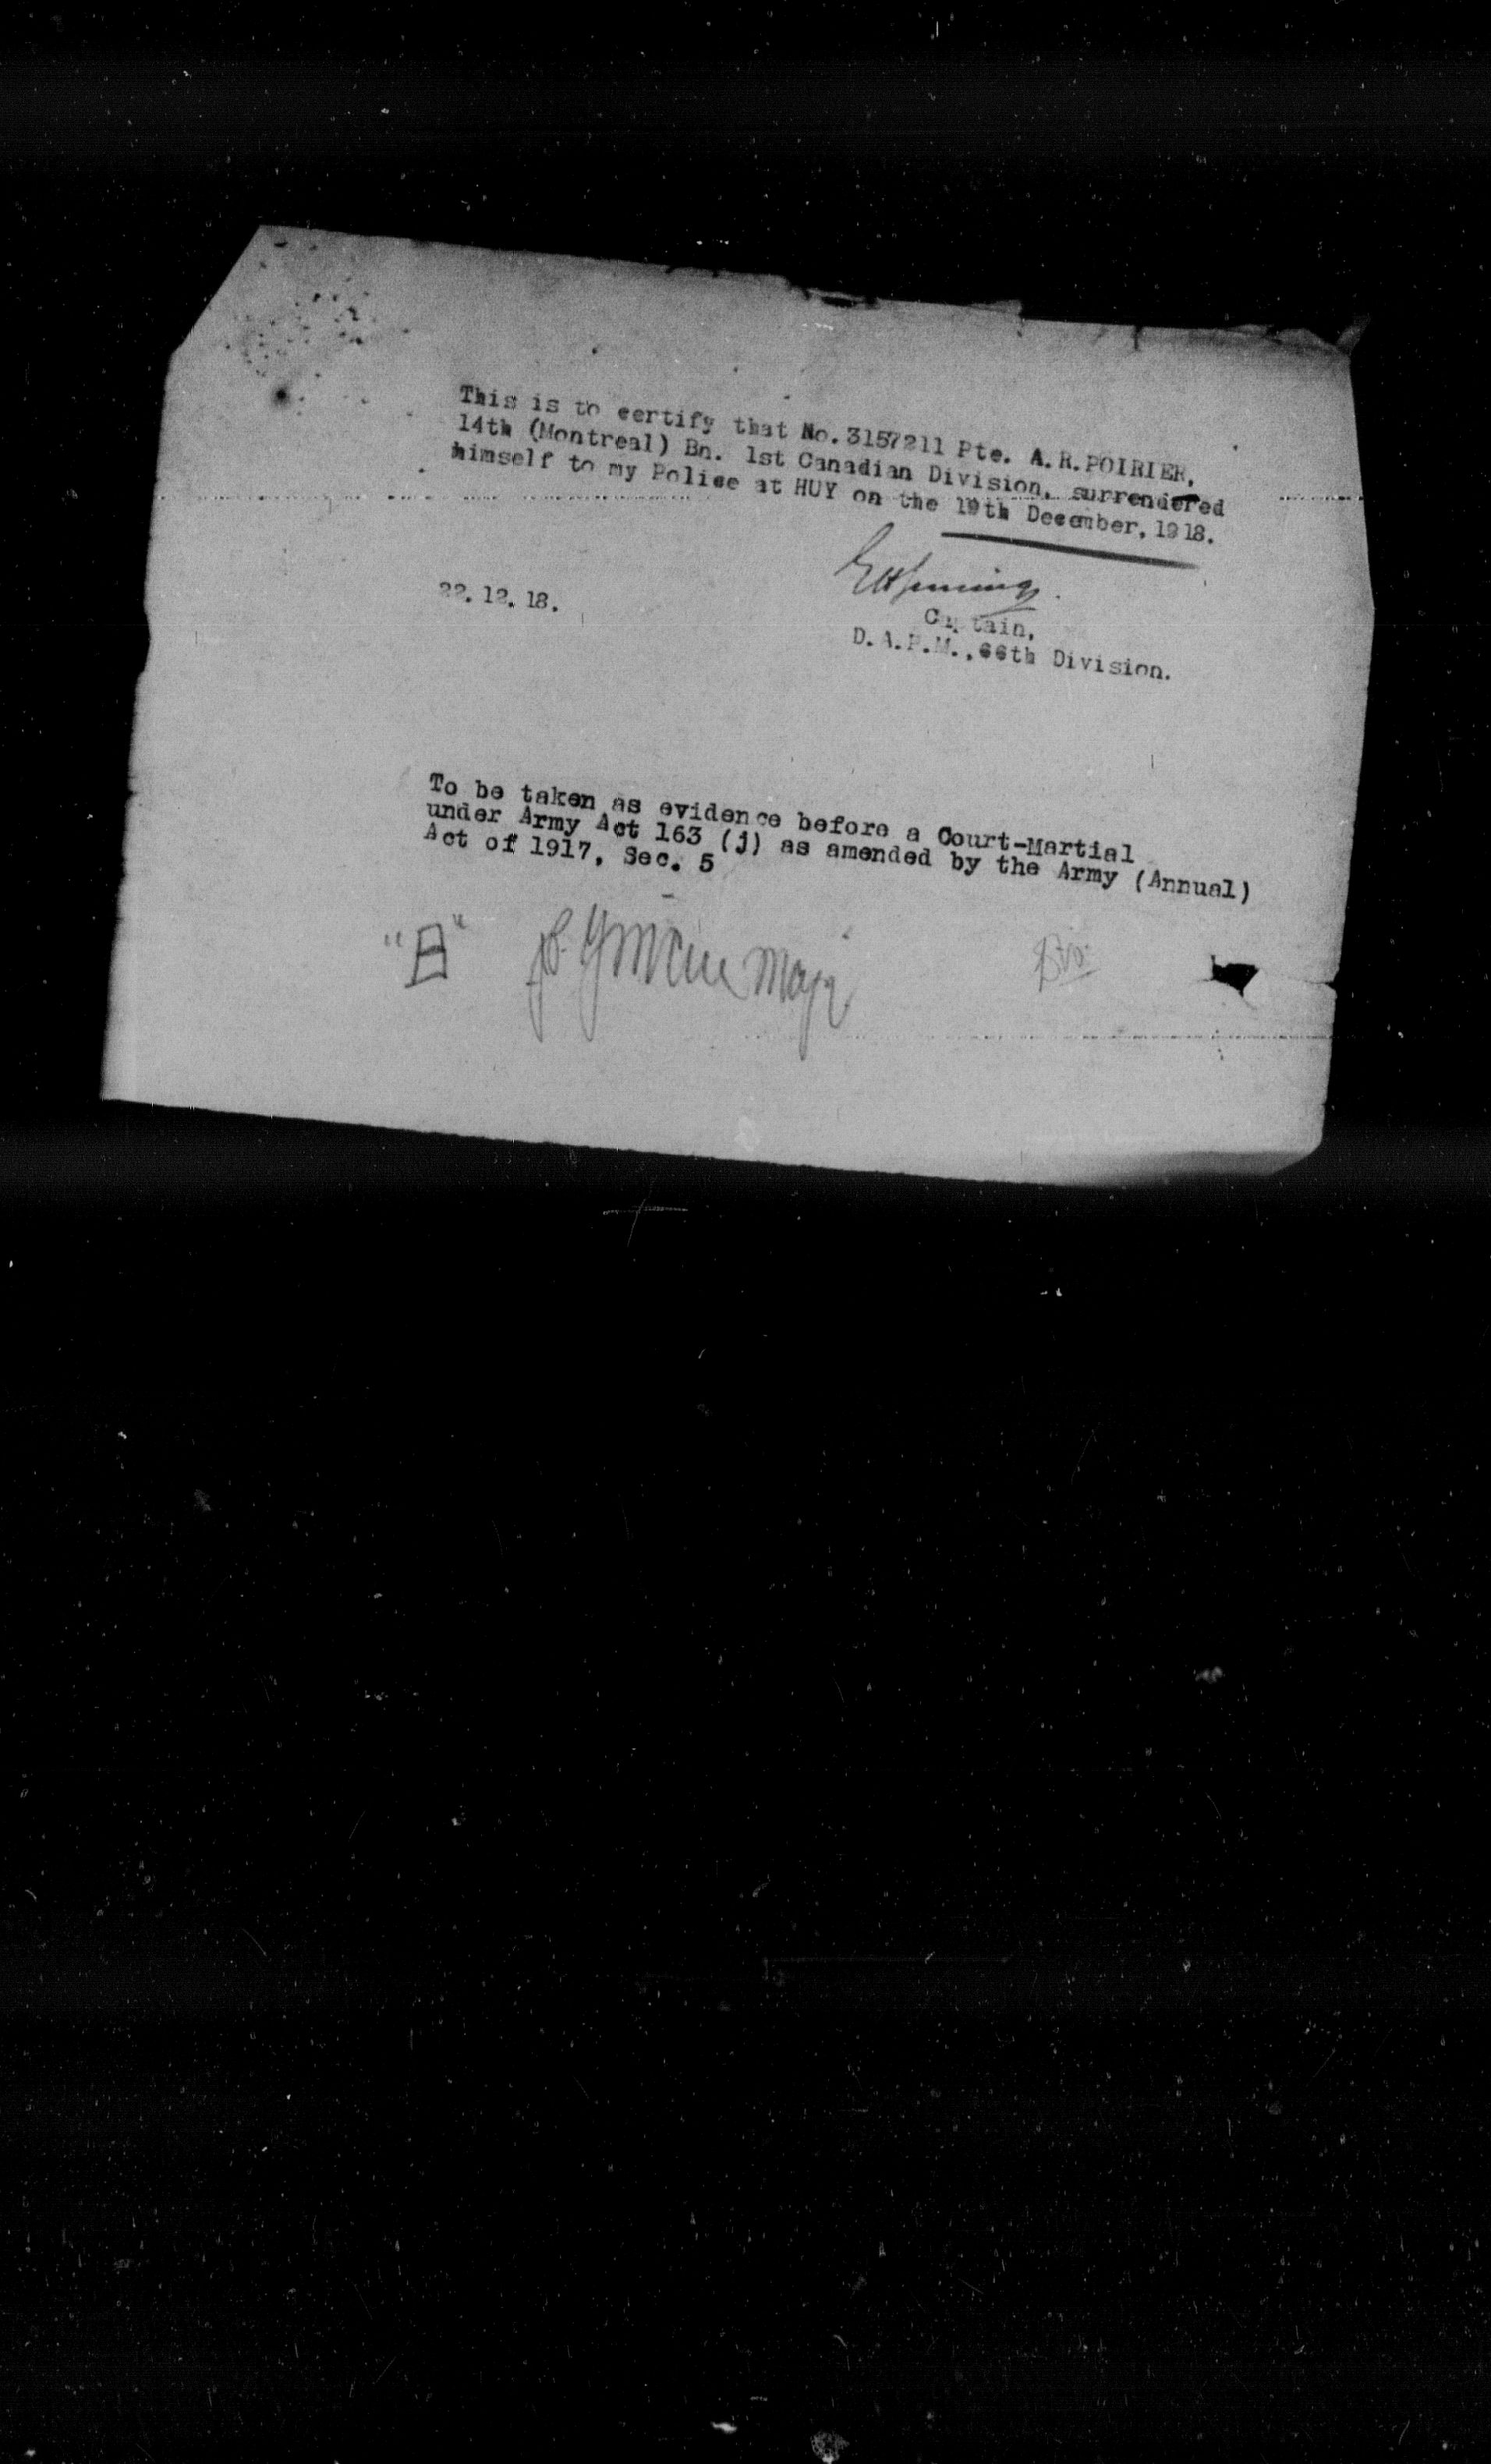 This is to certify that No.3157211 Pte. A.R.POIRIER,
14th (Montreal) Bn. 1st Canadian Division, surrendered
himself to my Police at HUY on the 19th December, 1918.
22.12.18.
Captain,
D.A.P.M.,66th Division.
To be taken as evidence before a Court-Martial
under Army Act 163 (j) as amended by the Army (Annual)
Act of 1917, Sec. 5
"B" Major